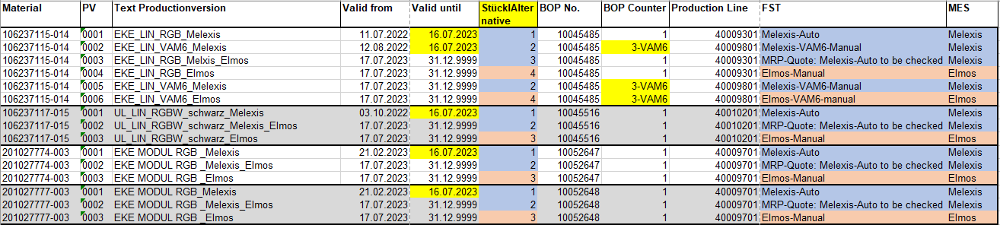 Material PV Text Productionversion Valid from Valid until StücklAlternative BOP No. BOP Counter Production Line FST MES
106237115-014 0001 EKE_LIN_RGB_Melexis 11.07.2022 16.07.2023 1 10045485 1 40009301 Melexis-Auto Melexis
106237115-014 0002 EKE_LIN_VAM6_Melexis 12.08.2022 16.07.2023 2 10045485 3-VAM6 40009801 Melexis-VAM6-Manual Melexis
106237115-014 0003 EKE_LIN_RGB_Melxis_Elmos 17.07.2023 31.12.9999 3 10045485 1 40009301 MRP-Quote: Melexis-Auto to be checked Melexis
106237115-014 0004 EKE_LIN_RGB_Elmos 17.07.2023 31.12.9999 4 10045485 1 40009301 Elmos-Manual Elmos
106237115-014 0005 EKE_LIN_VAM6_Melexis 17.07.2023 31.12.9999 2 10045485 3-VAM6 40009801 Melexis-VAM6-Manual Melexis
106237115-014 0006 EKE_LIN_VAM6_Elmos 17.07.2023 31.12.9999 4 10045485 3-VAM6 40009801 Elmos-VAM6-manual Elmos
106237117-015 0001 UL_LIN_RGBW_schwarz_Melexis 03.10.2022 16.07.2023 1 10045516 1 40010201 Melexis-Auto Melexis
106237117-015 0002 UL_LIN_RGBW_schwarz_Melexis_Elmos 17.07.2023 31.12.9999 2 10045516 1 40010201 MRP-Quote: Melexis-Auto to be checked Melexis
106237117-015 0003 UL_LIN_RGBW_schwarz_Elmos 17.07.2023 31.12.9999 3 10045516 1 40010201 Elmos-Manual Elmos
201027774-003 0001 EKE MODUL RGB _Melexis 21.02.2023 16.07.2023 1 10052647 1 40009701 Melexis-Auto Melexis
201027774-003 0002 EKE MODUL RGB _Melexis_Elmos 17.07.2023 31.12.9999 2 10052647 1 40009701 MRP-Quote: Melexis-Auto to be checked Melexis
201027774-003 0003 EKE MODUL RGB _Elmos 17.07.2023 31.12.9999 3 10052647 1 40009701 Elmos-Manual Elmos
201027777-003 0001 EKE MODUL RGB_Melexis 21.02.2023 16.07.2023 1 10052648 1 40009701 Melexis-Auto Melexis
201027777-003 0002 EKE MODUL RGB _Melexis_Elmos 17.07.2023 31.12.9999 2 10052648 1 40009701 MRP-Quote: Melexis-Auto to be checked Melexis
201027777-003 0003 EKE MODUL RGB _Elmos 17.07.2023 31.12.9999 3 10052648 1 40009701 Elmos-Manual Elmos